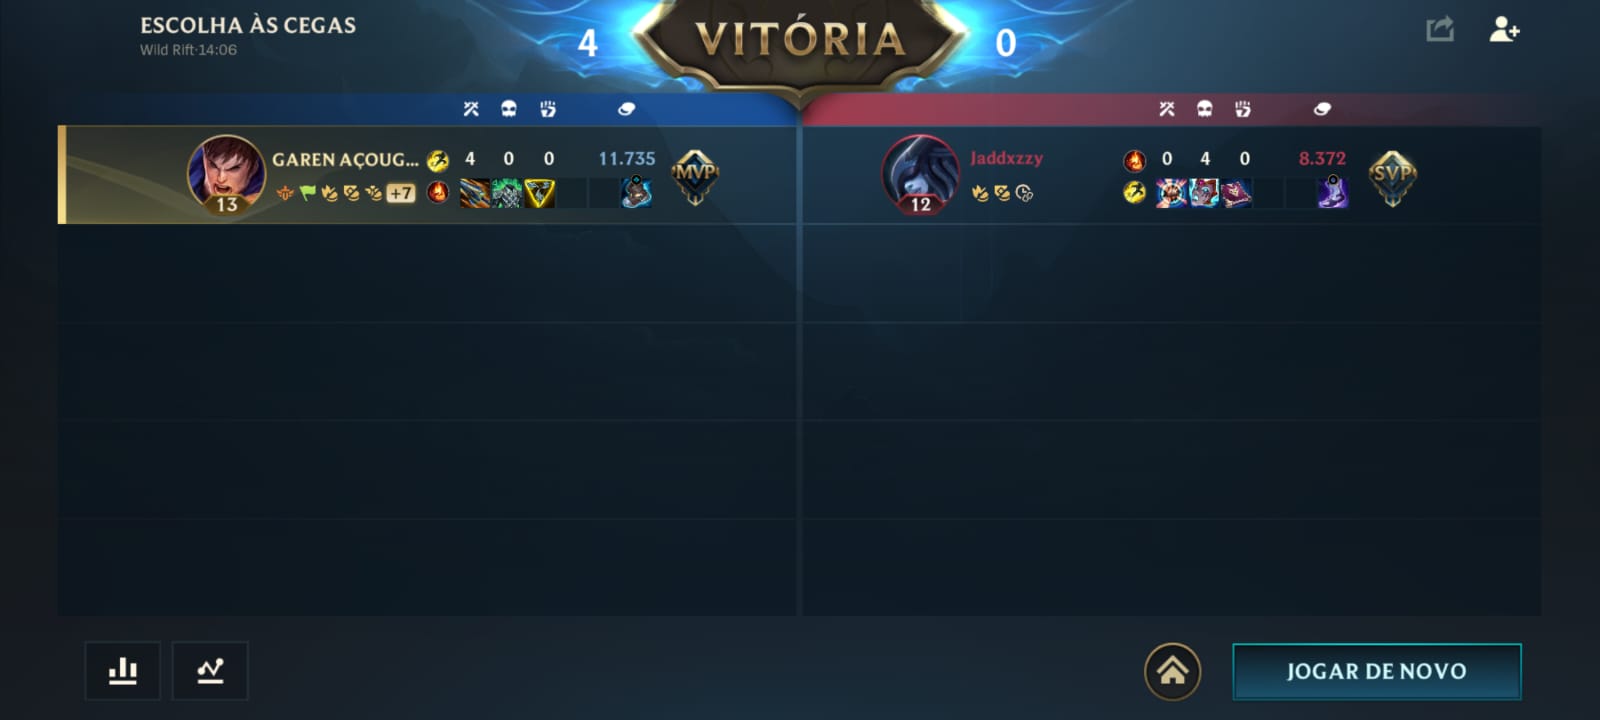 ESCOLHA ÀS CEGAS
Wild Rift·14:06
4 VITÓRIA 0
GAREN AÇOUG... 4 0 0 11.735 MVP
13 +7
Jaddxzzy 0 4 0 8.372 SVP
12
JOGAR DE NOVO